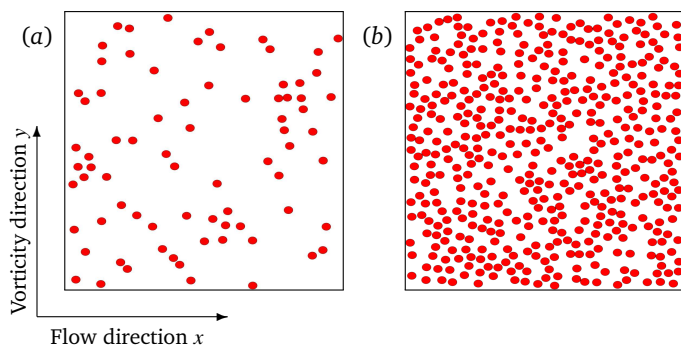 (a)
(b)
Vorticity direction y
Flow direction x